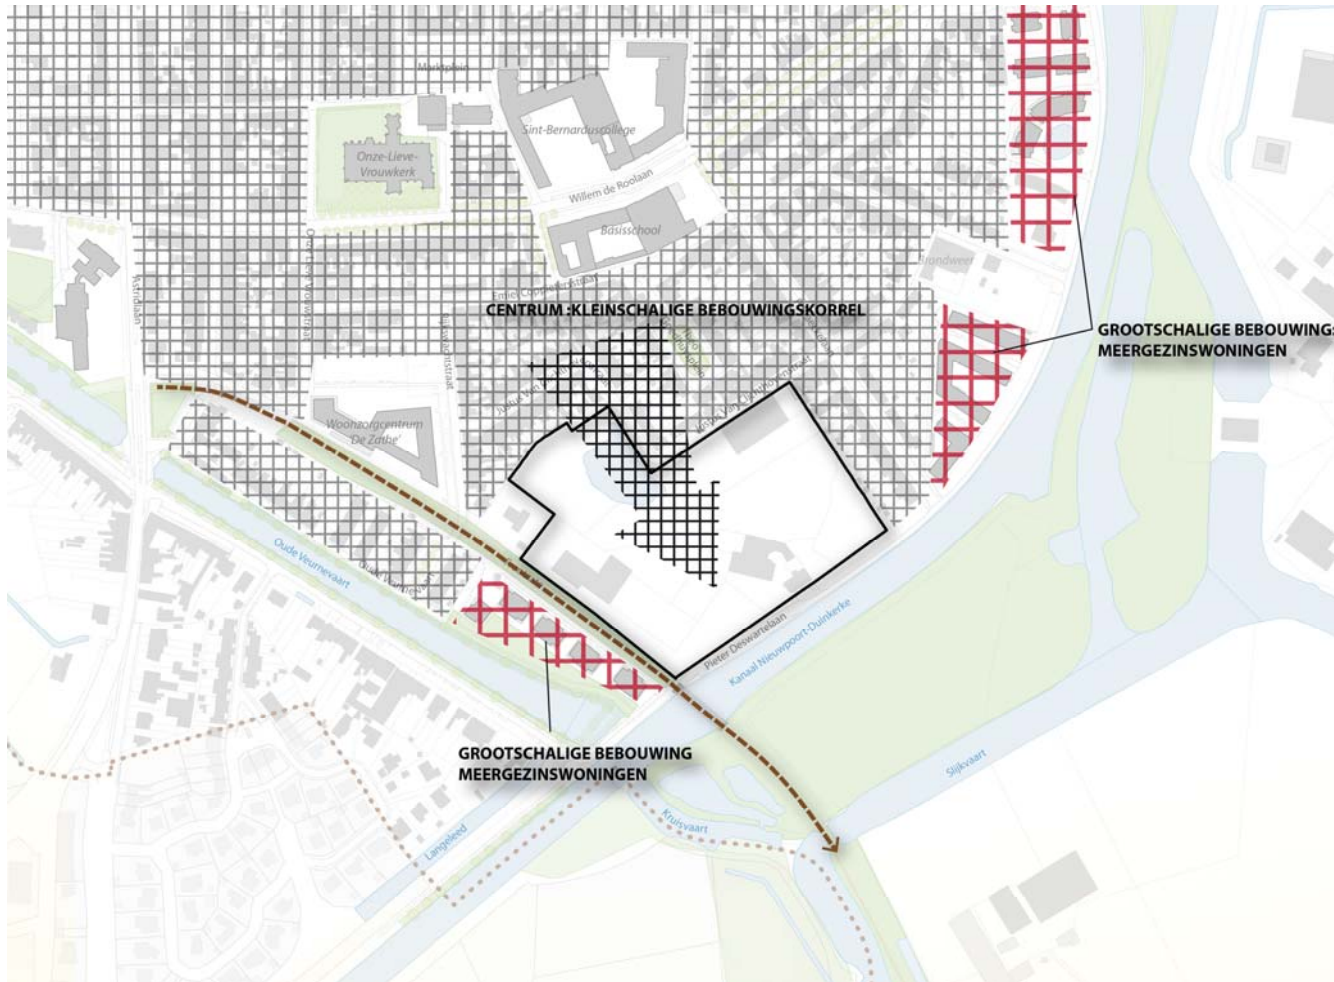 Marktplein
Sint-Bernarduscollege
Onze-Lieve-
Vrouwkerk
Willem de Roolaan
Basisschool
Brandweer
Astridlaan
CENTRUM :KLEINSCHALIGE BEBOUWINGSKORREL
GROOTSCHALIGE BEBOUWING:
MEERGEZINSWONINGEN
Woonzorgcentrum
'De Zathe'
Oude Veurnevaart
Pieter Deswartelaan
Kanaal Nieuwpoort-Duinkerke
GROOTSCHALIGE BEBOUWING
MEERGEZINSWONINGEN
Slijkvaart
Kruisvaart
Langeleed